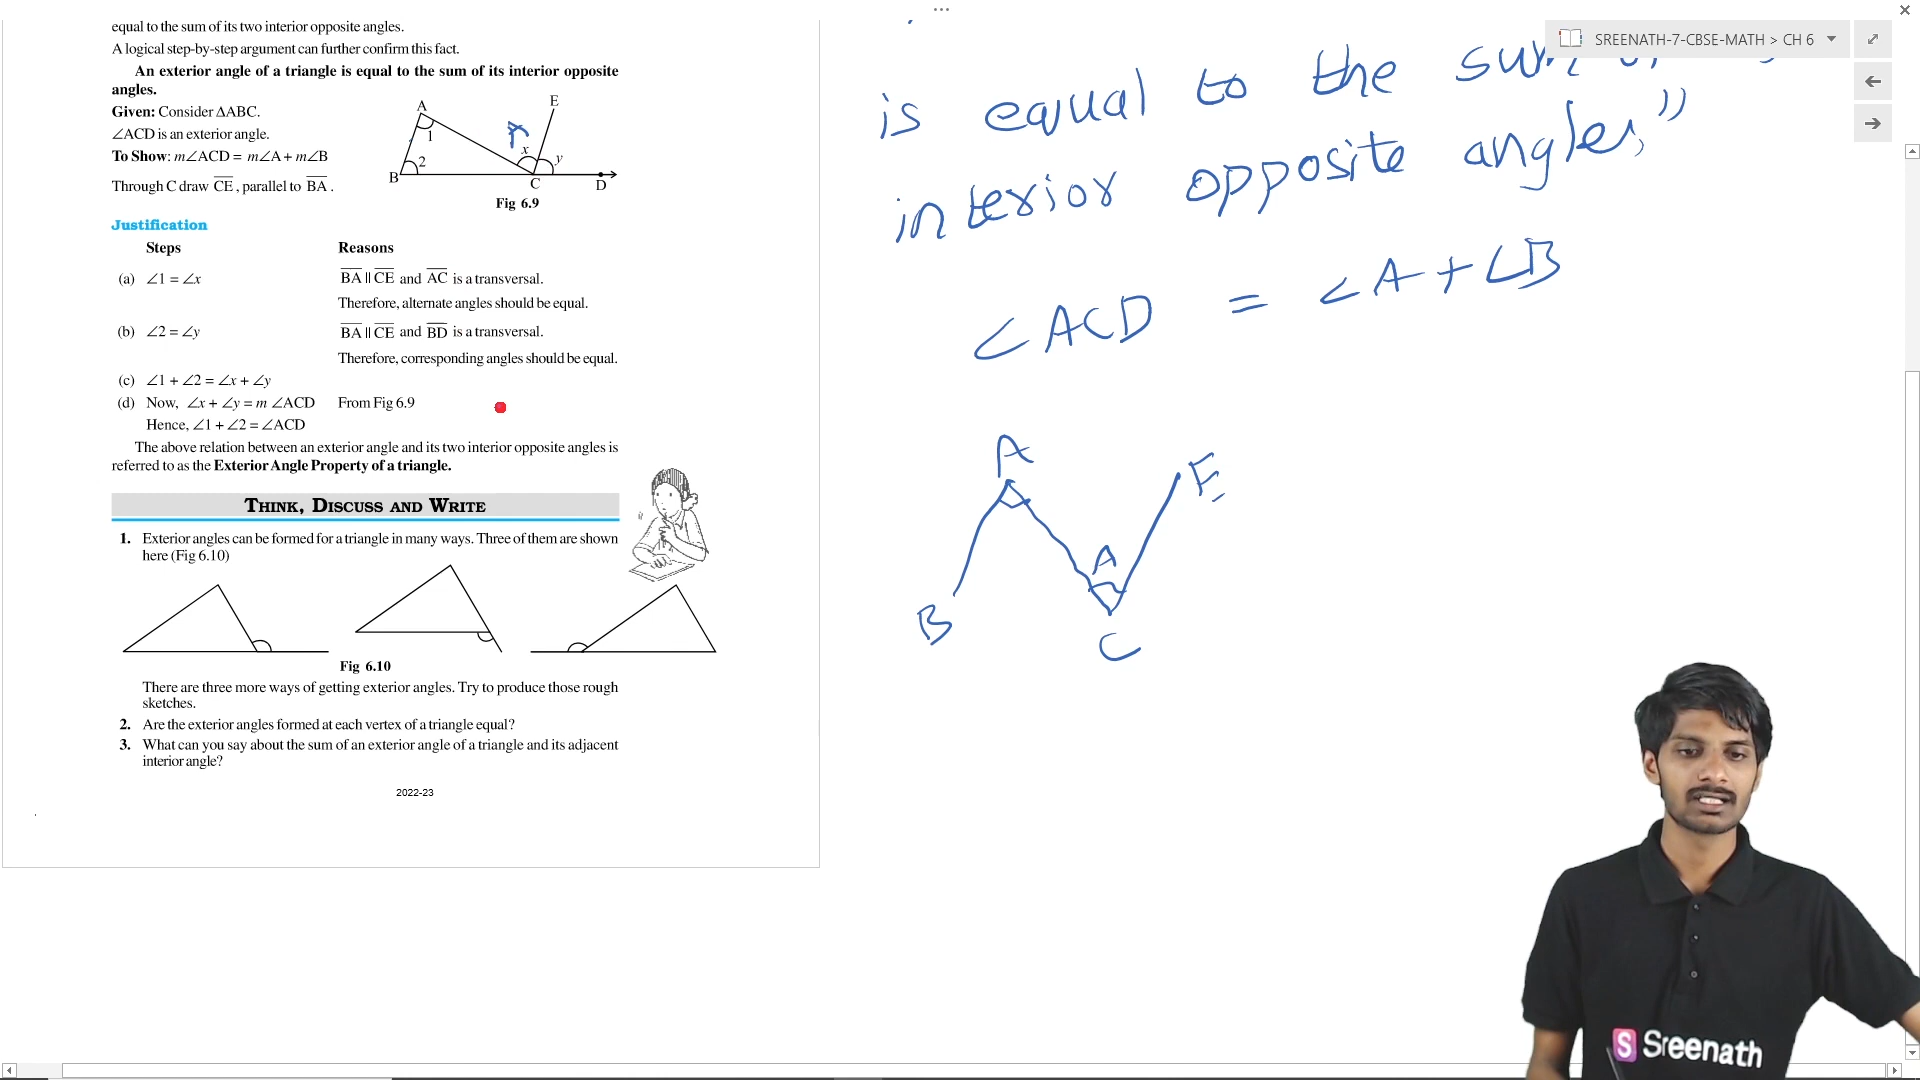 equal to the sum of its two interior opposite angles.
A logical step-by-step argument can further confirm this fact.
An exterior angle of a triangle is equal to the sum of its interior opposite
angles.
Given: Consider ΔABC.
∠ACD is an exterior angle.
To Show: m∠ACD = m∠A + m∠B
Through C draw CE, parallel to BA.
A
E
1
x
y
2
B
C
D
A
Fig 6.9
Justification
Steps Reasons
(a) ∠1 = ∠x BA || CE and AC is a transversal.
Therefore, alternate angles should be equal.
(b) ∠2 = ∠y BA || CE and BD is a transversal.
Therefore, corresponding angles should be equal.
(c) ∠1 + ∠2 = ∠x + ∠y
(d) Now, ∠x + ∠y = m ∠ACD From Fig 6.9
Hence, ∠1 + ∠2 = ∠ACD
The above relation between an exterior angle and its two interior opposite angles is
referred to as the Exterior Angle Property of a triangle.
THINK, DISCUSS AND WRITE
1. Exterior angles can be formed for a triangle in many ways. Three of them are shown
here (Fig 6.10)
Fig 6.10
There are three more ways of getting exterior angles. Try to produce those rough
sketches.
2. Are the exterior angles formed at each vertex of a triangle equal?
3. What can you say about the sum of an exterior angle of a triangle and its adjacent
interior angle?
2022-23
SREENATH-7-CBSE-MATH > CH 6
is equal to the sum
interior opposite angles,”
∠ACD = ∠A + ∠B
A
E
A
B
C
S Sreenath